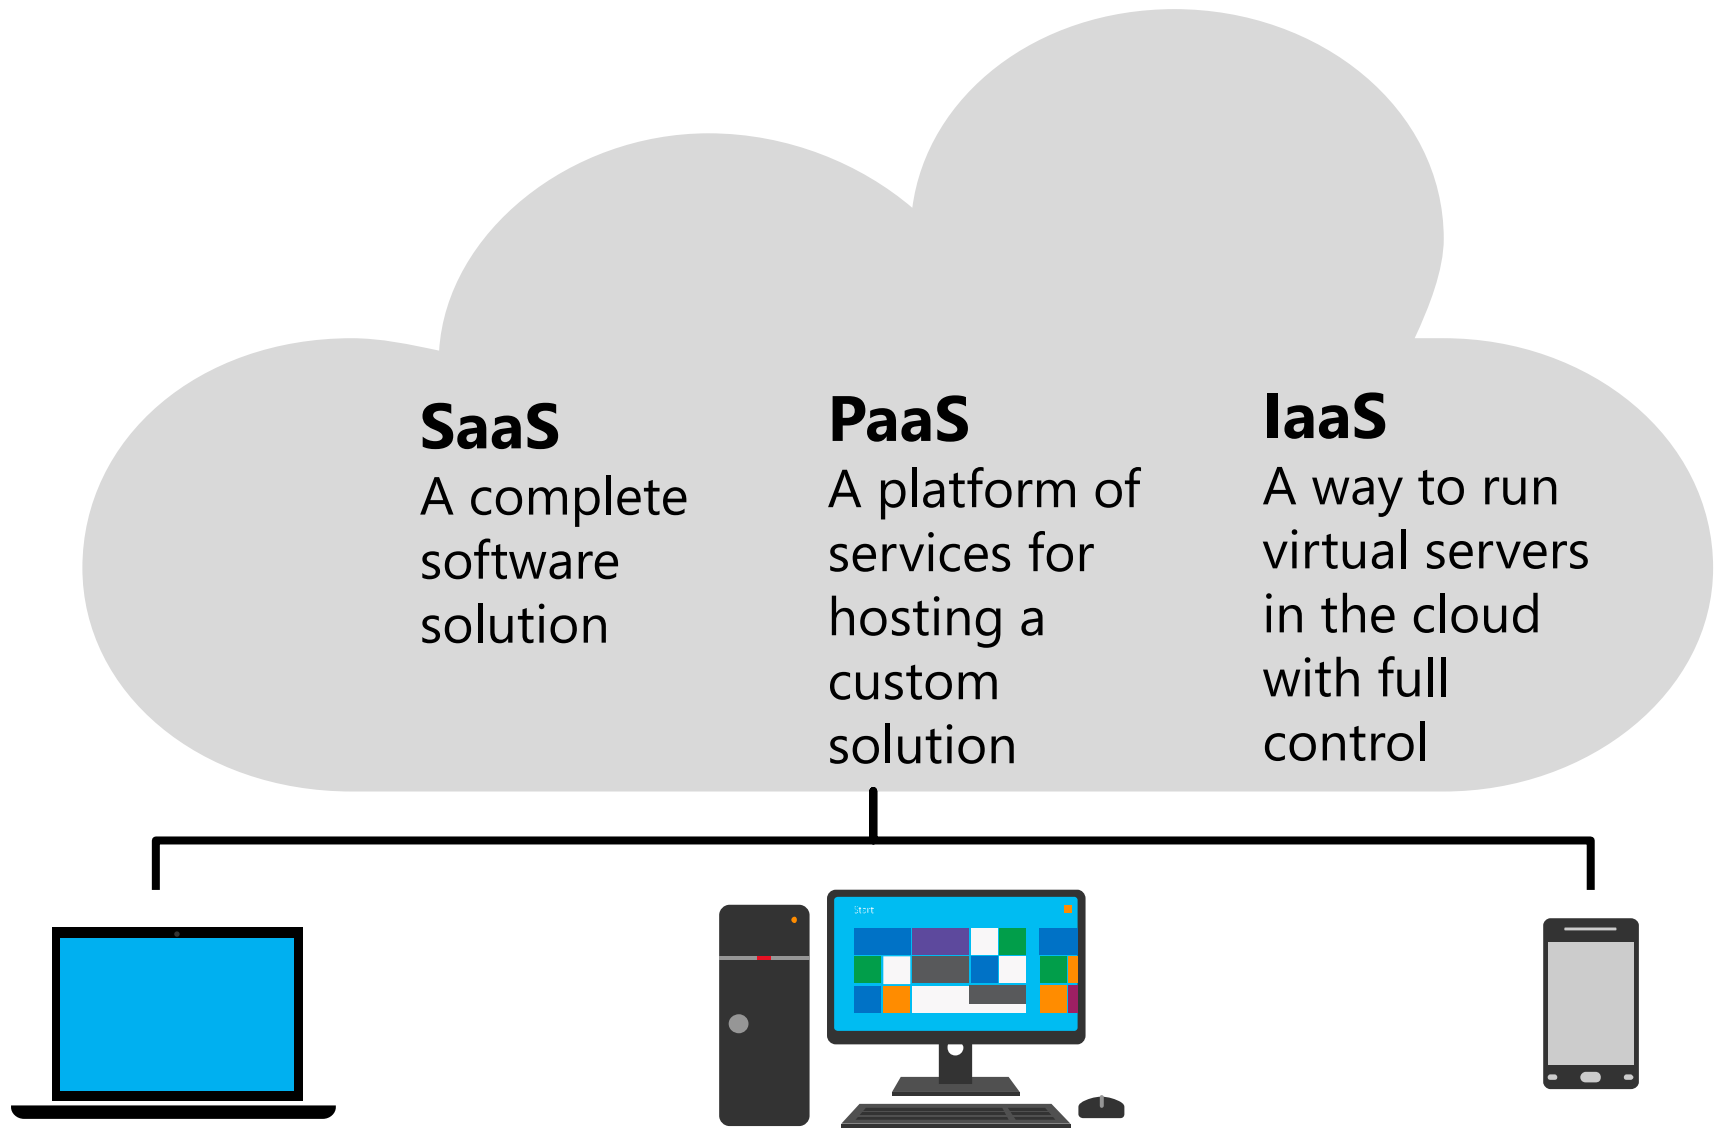 SaaS
A complete
software
solution
PaaS
A platform of
services for
hosting a
custom
solution
IaaS
A way to run
virtual servers
in the cloud
with full
control
Start